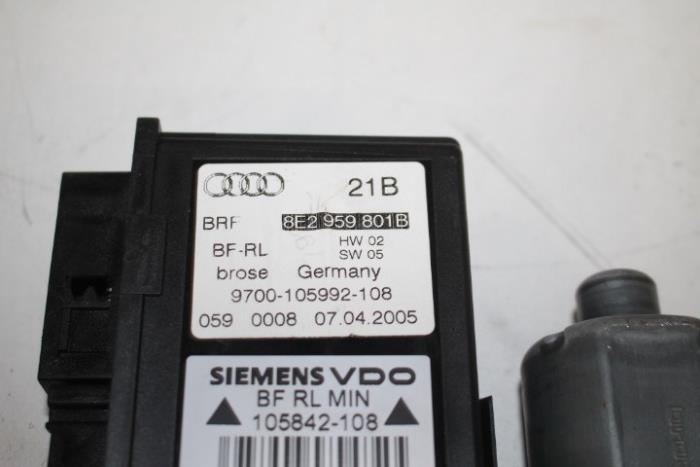 21B
BRF 8E2 959 801B
BF-RL HW 02
SW 05
brose Germany
9700-105992-108
059 0008 07.04.2005
SIEMENS VDO
BF RL MIN
105842-108